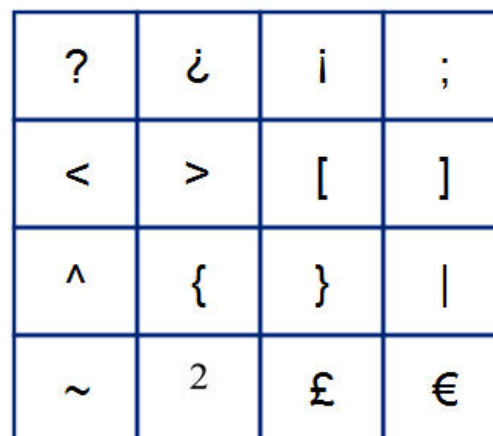 ? ¿ ¡ ;
< > [ ]
^ { } |
~ 2 £ €